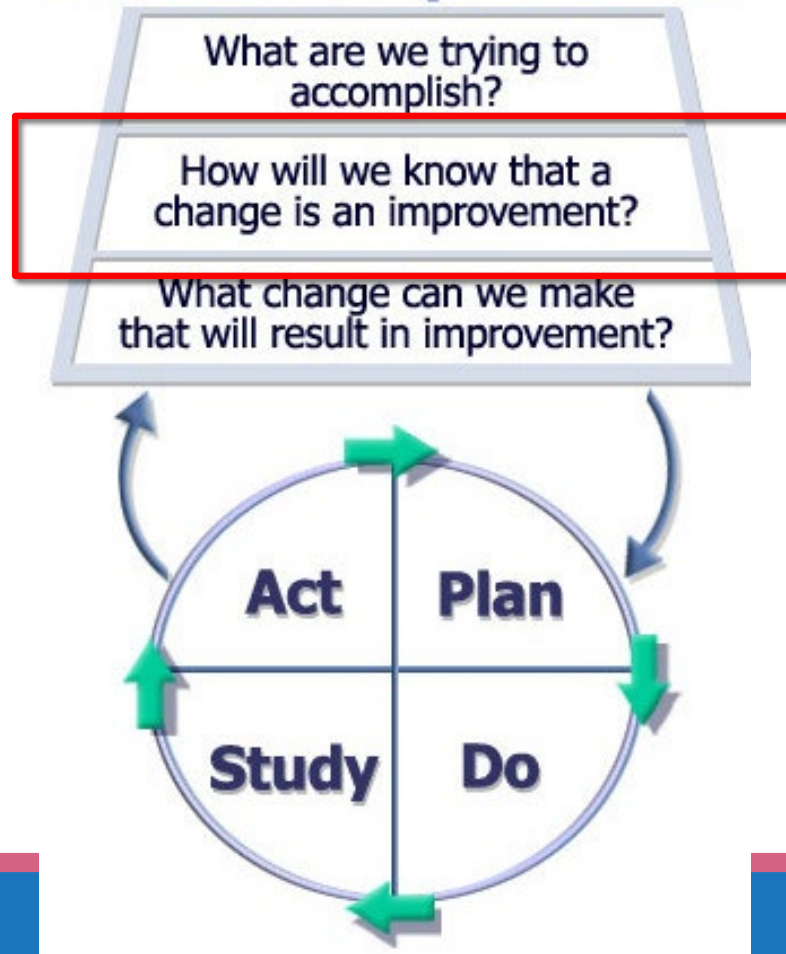 What are we trying to
accomplish?
How will we know that a
change is an improvement?
What change can we make
that will result in improvement?
Act
Plan
Study
Do